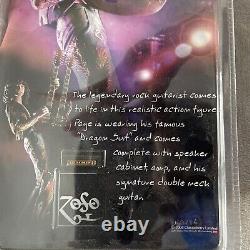 The legendary rock guitarist comes
to life in this realistic action figure
Page is wearing his famous
"Dragon Suit" and comes
complete with speaker
cabinet, amp, and his
signature double neck
guitar.
ZoSo